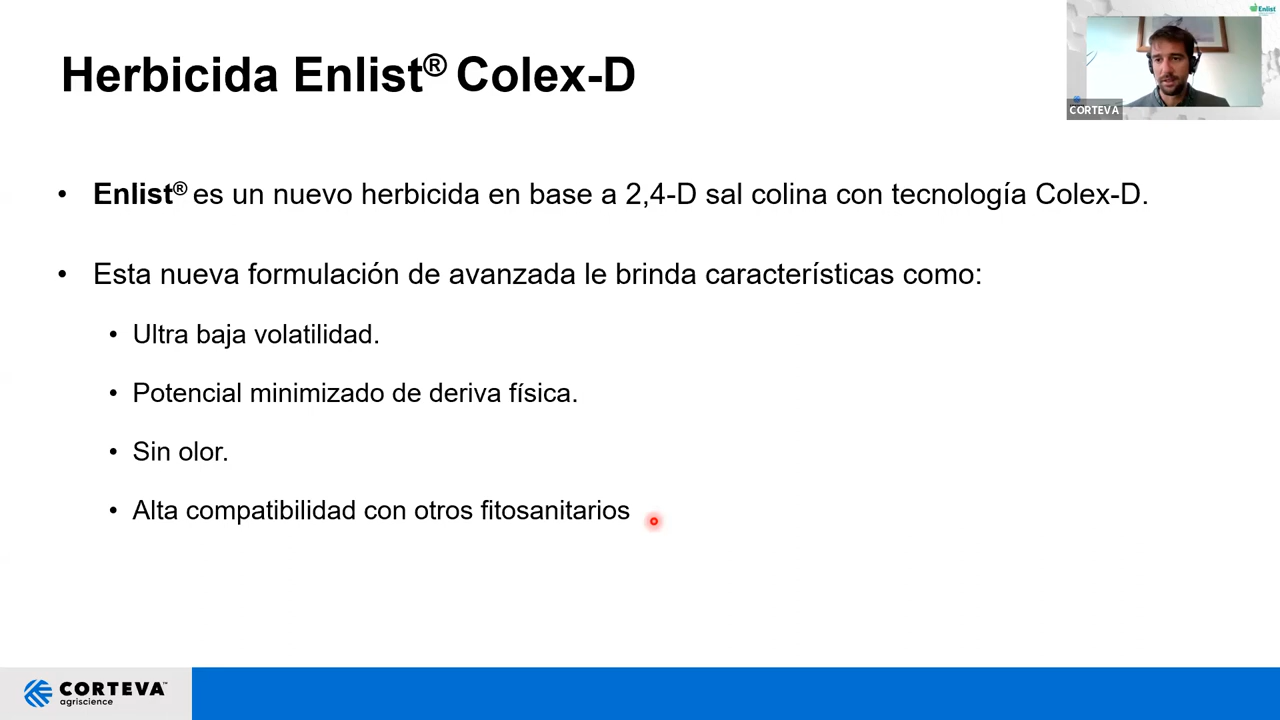 Enlist
Herbicida Enlist® Colex-D
CORTEVA
• Enlist® es un nuevo herbicida en base a 2,4-D sal colina con tecnología Colex-D.
• Esta nueva formulación de avanzada le brinda características como:
• Ultra baja volatilidad.
• Potencial minimizado de deriva física.
• Sin olor.
• Alta compatibilidad con otros fitosanitarios
CORTEVA™
agriscience